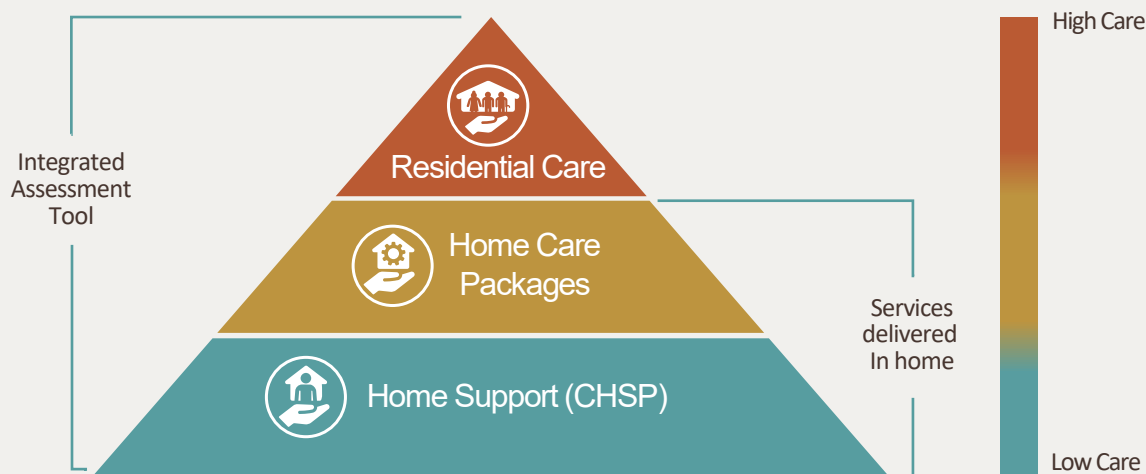 High Care
Integrated
Assessment
Tool
Residential Care
Home Care
Packages
Services
delivered
In home
Home Support (CHSP)
Low Care